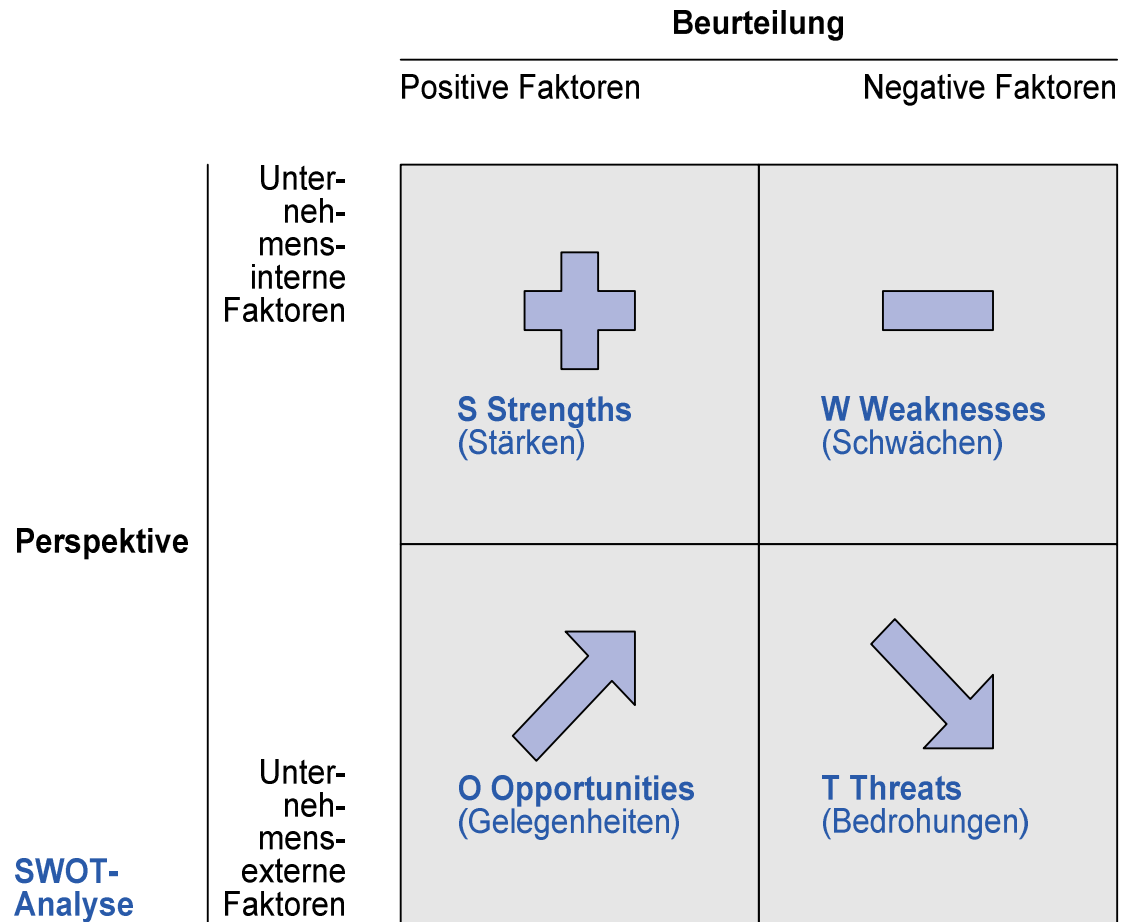 Beurteilung
Positive Faktoren
Negative Faktoren
Unter-
neh-
mens-
interne
Faktoren
S Strengths
(Stärken)
W Weaknesses
(Schwächen)
Perspektive
Unter-
neh-
mens-
externe
Faktoren
O Opportunities
(Gelegenheiten)
T Threats
(Bedrohungen)
SWOT-
Analyse